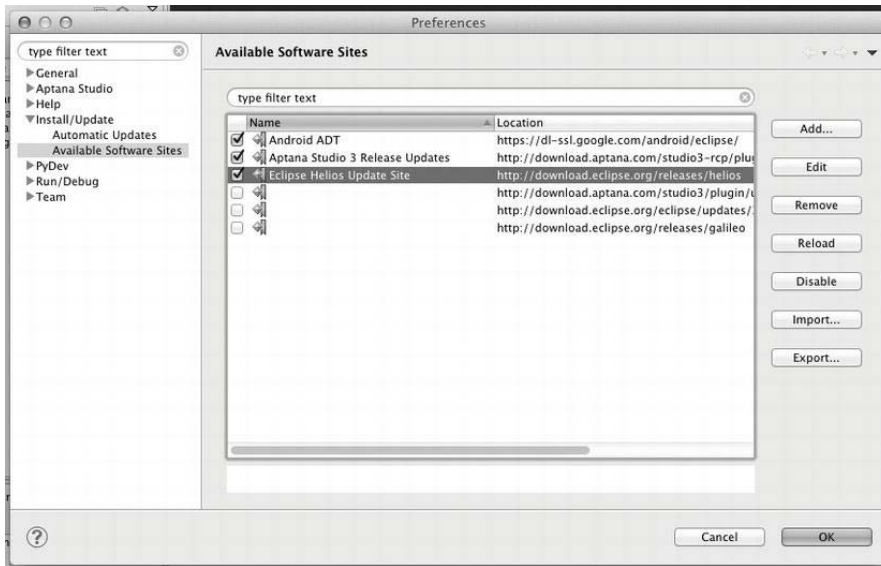 Preferences
type filter text
General
Aptana Studio
Help
Install/Update
Automatic Updates
Available Software Sites
PyDev
Run/Debug
Team
Available Software Sites
type filter text
Name Location
Android ADT https://dl-ssl.google.com/android/eclipse/
Aptana Studio 3 Release Updates http://download.aptana.com/studio3-rcp/plug
Eclipse Helios Update Site http://download.eclipse.org/releases/helios
http://download.aptana.com/studio3/plugin/u
http://download.eclipse.org/eclipse/updates/
http://download.eclipse.org/releases/galileo
Add...
Edit
Remove
Reload
Disable
Import...
Export...
?
Cancel OK